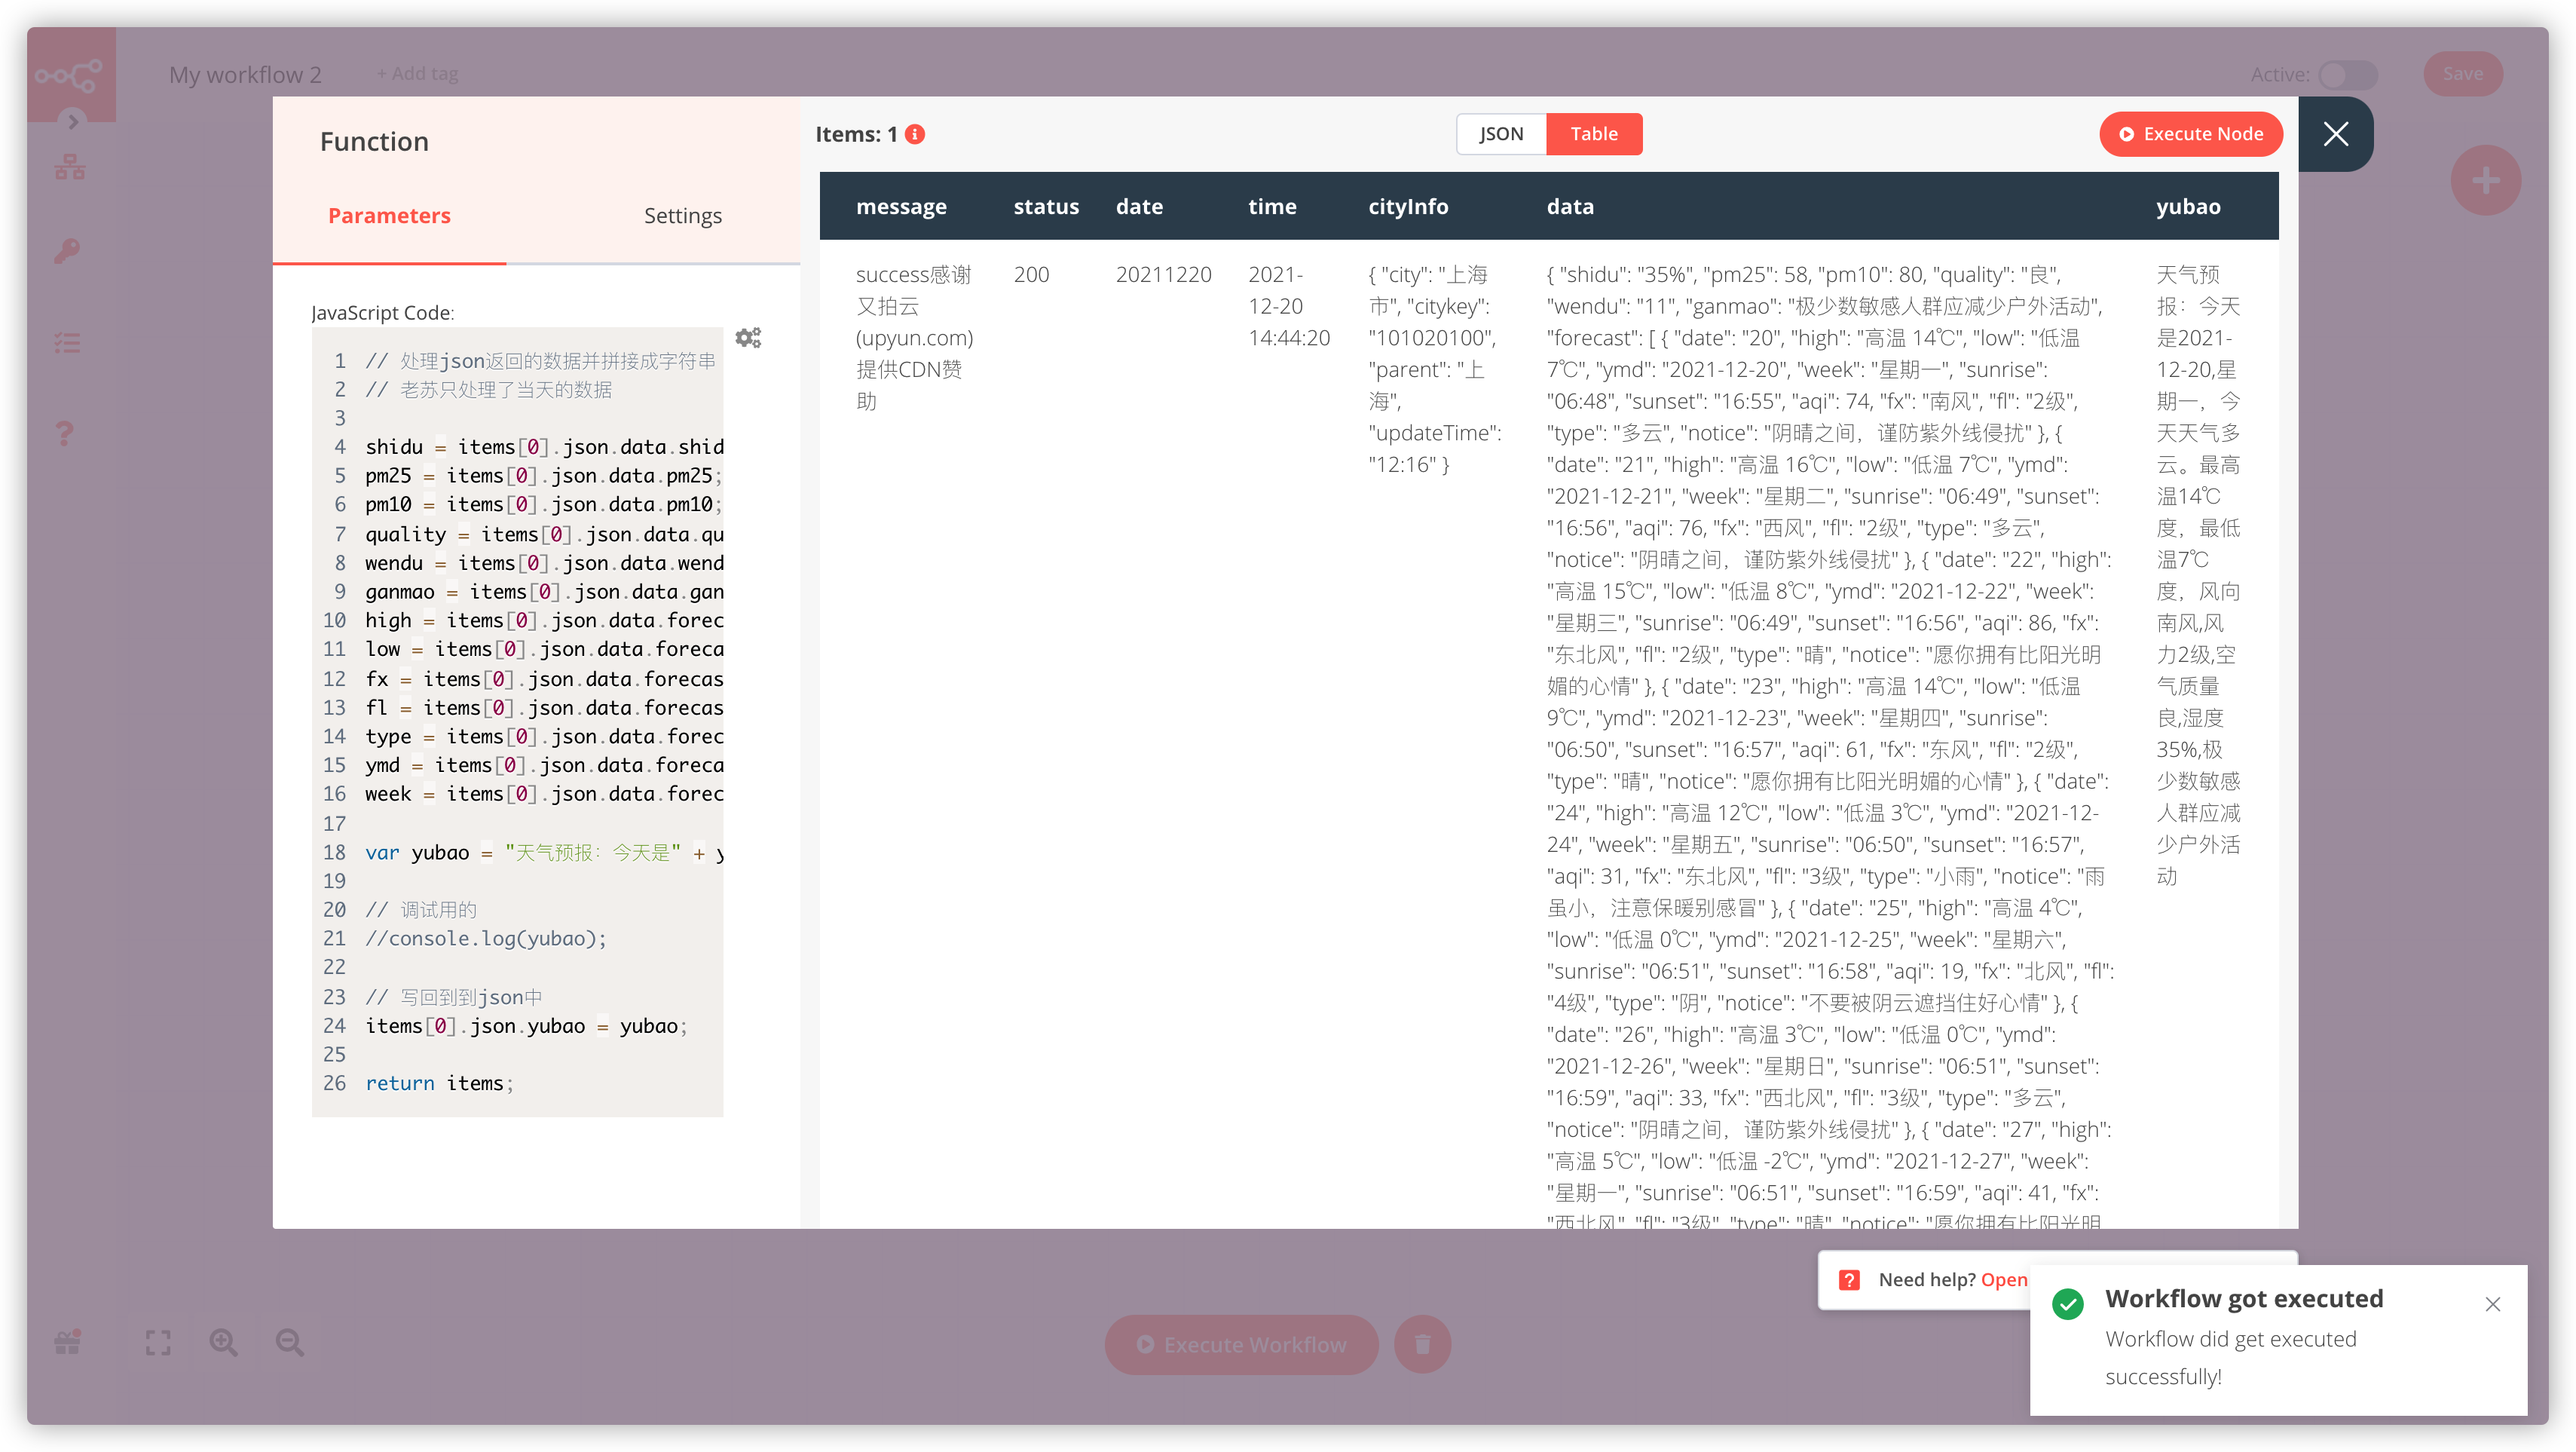 My workflow 2
+ Add tag
Active:
Save
Function
Parameters
Settings
JavaScript Code:
1 // 处理json返回的数据并拼接成字符串
2 // 老苏只处理了当天的数据
3
4 shidu = items[0].json.data.shid
5 pm25 = items[0].json.data.pm25;
6 pm10 = items[0].json.data.pm10;
7 quality = items[0].json.data.qu
8 wendu = items[0].json.data.wend
9 ganmao = items[0].json.data.gan
10 high = items[0].json.data.forec
11 low = items[0].json.data.foreca
12 fx = items[0].json.data.forecas
13 fl = items[0].json.data.forecas
14 type = items[0].json.data.forec
15 ymd = items[0].json.data.foreca
16 week = items[0].json.data.forec
17
18 var yubao = "天气预报：今天是" + y
19
20 // 调试用的
21 //console.log(yubao);
22
23 // 写回到到json中
24 items[0].json.yubao = yubao;
25
26 return items;
Items: 1
JSON
Table
Execute Node
message
status
date
time
cityInfo
data
yubao
success感谢
又拍云
(upyun.com)
提供CDN赞
助
200
20211220
2021-
12-20
14:44:20
{ "city": "上海
市", "citykey":
"101020100",
"parent": "上
海",
"updateTime":
"12:16" }
{ "shidu": "35%", "pm25": 58, "pm10": 80, "quality": "良",
"wendu": "11", "ganmao": "极少数敏感人群应减少户外活动",
"forecast": [ { "date": "20", "high": "高温 14℃", "low": "低温
7℃", "ymd": "2021-12-20", "week": "星期一", "sunrise":
"06:48", "sunset": "16:55", "aqi": 74, "fx": "南风", "fl": "2级",
"type": "多云", "notice": "阴晴之间，谨防紫外线侵扰" }, {
"date": "21", "high": "高温 16℃", "low": "低温 7℃", "ymd":
"2021-12-21", "week": "星期二", "sunrise": "06:49", "sunset":
"16:56", "aqi": 76, "fx": "西风", "fl": "2级", "type": "多云",
"notice": "阴晴之间，谨防紫外线侵扰" }, { "date": "22", "high":
"高温 15℃", "low": "低温 8℃", "ymd": "2021-12-22", "week":
"星期三", "sunrise": "06:49", "sunset": "16:56", "aqi": 86, "fx":
"东北风", "fl": "2级", "type": "晴", "notice": "愿你拥有比阳光明
媚的心情" }, { "date": "23", "high": "高温 14℃", "low": "低温
9℃", "ymd": "2021-12-23", "week": "星期四", "sunrise":
"06:50", "sunset": "16:57", "aqi": 61, "fx": "东风", "fl": "2级",
"type": "晴", "notice": "愿你拥有比阳光明媚的心情" }, { "date":
"24", "high": "高温 12℃", "low": "低温 3℃", "ymd": "2021-12-
24", "week": "星期五", "sunrise": "06:50", "sunset": "16:57",
"aqi": 31, "fx": "东北风", "fl": "3级", "type": "小雨", "notice": "雨
虽小，注意保暖别感冒" }, { "date": "25", "high": "高温 4℃",
"low": "低温 0℃", "ymd": "2021-12-25", "week": "星期六",
"sunrise": "06:51", "sunset": "16:58", "aqi": 19, "fx": "北风", "fl":
"4级", "type": "阴", "notice": "不要被阴云遮挡住好心情" }, {
"date": "26", "high": "高温 3℃", "low": "低温 0℃", "ymd":
"2021-12-26", "week": "星期日", "sunrise": "06:51", "sunset":
"16:59", "aqi": 33, "fx": "西北风", "fl": "3级", "type": "多云",
"notice": "阴晴之间，谨防紫外线侵扰" }, { "date": "27", "high":
"高温 5℃", "low": "低温 -2℃", "ymd": "2021-12-27", "week":
"星期一", "sunrise": "06:51", "sunset": "16:59", "aqi": 41, "fx":
"西北风", "fl": "3级", "type": "晴", "notice": "愿你拥有比阳光明
天气预
报：今天
是2021-
12-20,星
期一，今
天天气多
云。最高
温14℃
度，最低
温7℃
度，风向
南风,风
力2级,空
气质量
良,湿度
35%,极
少数敏感
人群应减
少户外活
动
Need help? Open
Workflow got executed
Workflow did get executed
successfully!
Execute Workflow